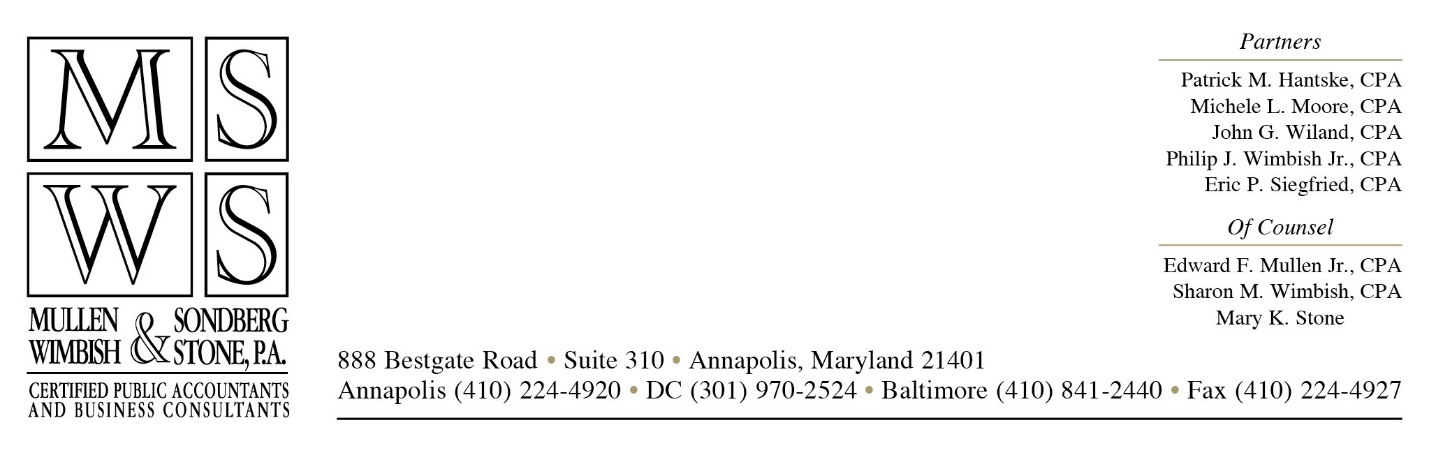 M S
W S
MULLEN & SONDBERG
WIMBISH STONE, P.A.
CERTIFIED PUBLIC ACCOUNTANTS
AND BUSINESS CONSULTANTS
Partners
Patrick M. Hantske, CPA
Michele L. Moore, CPA
John G. Wiland, CPA
Philip J. Wimbish Jr., CPA
Eric P. Siegfried, CPA
Of Counsel
Edward F. Mullen Jr., CPA
Sharon M. Wimbish, CPA
Mary K. Stone
888 Bestgate Road • Suite 310 • Annapolis, Maryland 21401
Annapolis (410) 224-4920 • DC (301) 970-2524 • Baltimore (410) 841-2440 • Fax (410) 224-4927